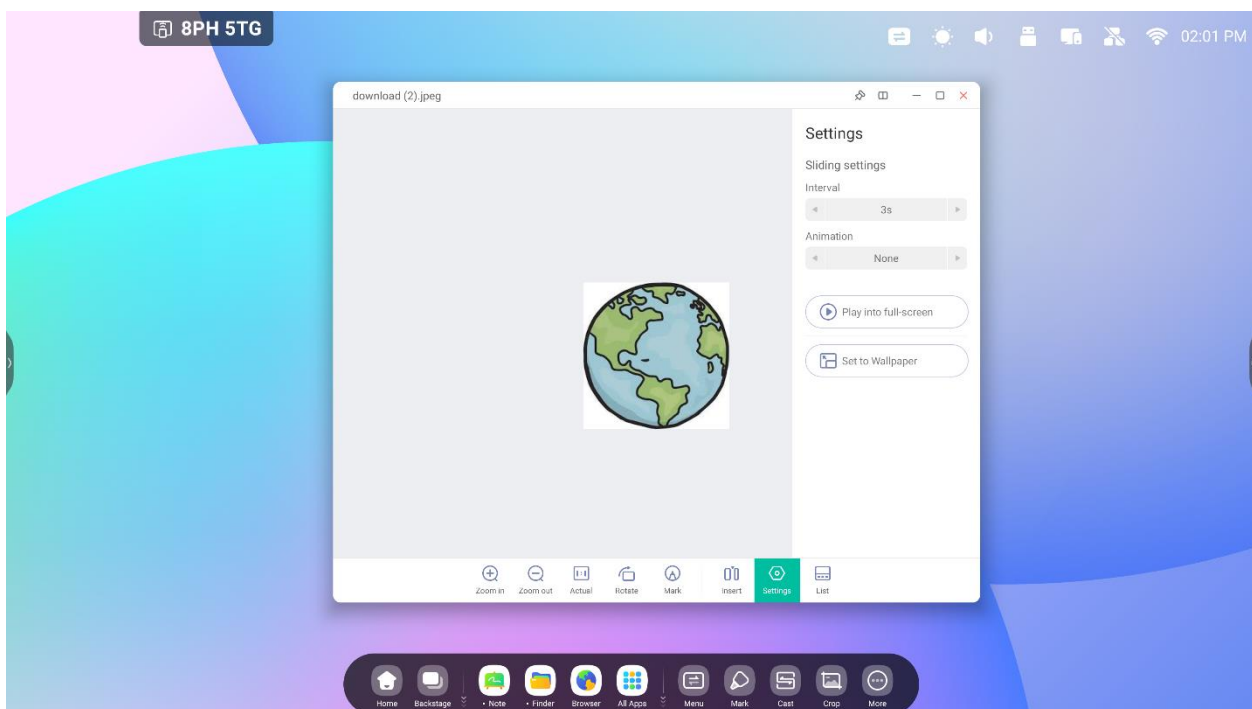 8PH 5TG
02:01 PM
download (2).jpeg
Settings
Sliding settings
Interval
3s
Animation
None
Play into full-screen
Set to Wallpaper
Zoom in Zoom out Actual Rotate Mark Insert Settings List
Home Backstage • Note • Finder Browser All Apps Menu Mark Cast Crop More